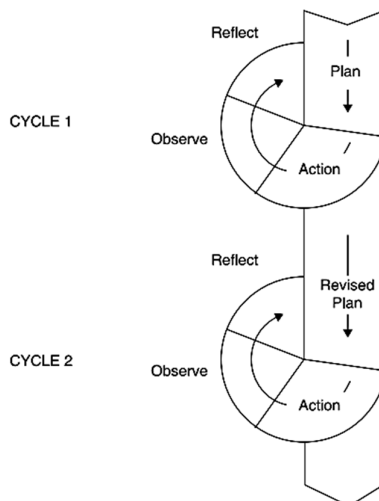 Reflect
Plan
CYCLE 1
Observe
Action
Reflect
Revised
Plan
CYCLE 2
Observe
Action